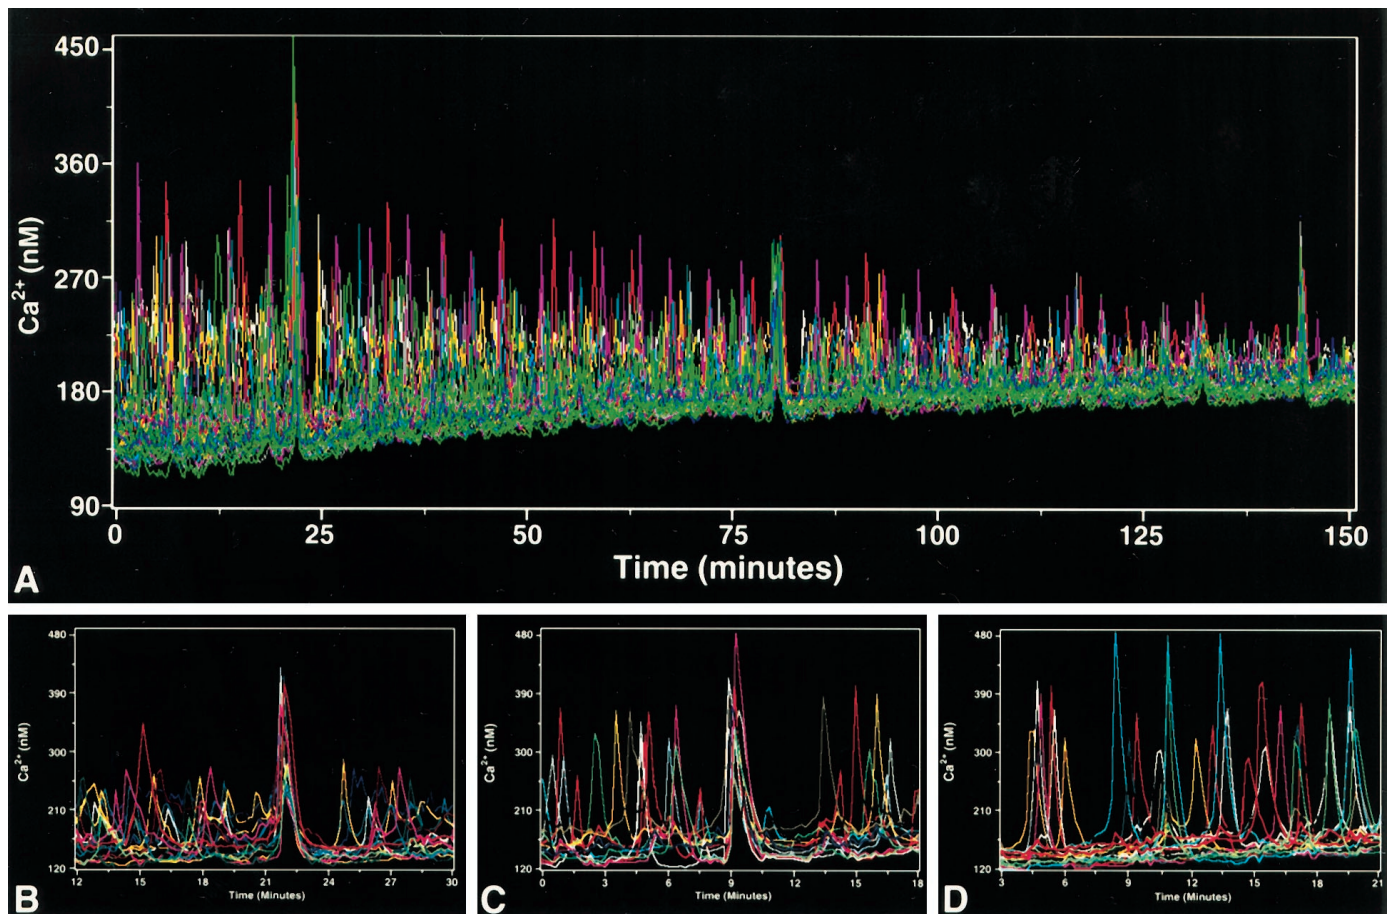 450
360
270
180
90
Ca2+ (nM)
0 25 50 75 100 125 150
Time (minutes)
A
480
390
300
210
120
Ca2+ (nM)
12 15 18 21 24 27 30
Time (Minutes)
B
480
390
300
210
120
Ca2+ (nM)
0 3 6 9 12 15 18
Time (Minutes)
C
480
390
300
210
120
Ca2+ (nM)
3 6 9 12 15 18 21
Time (Minutes)
D